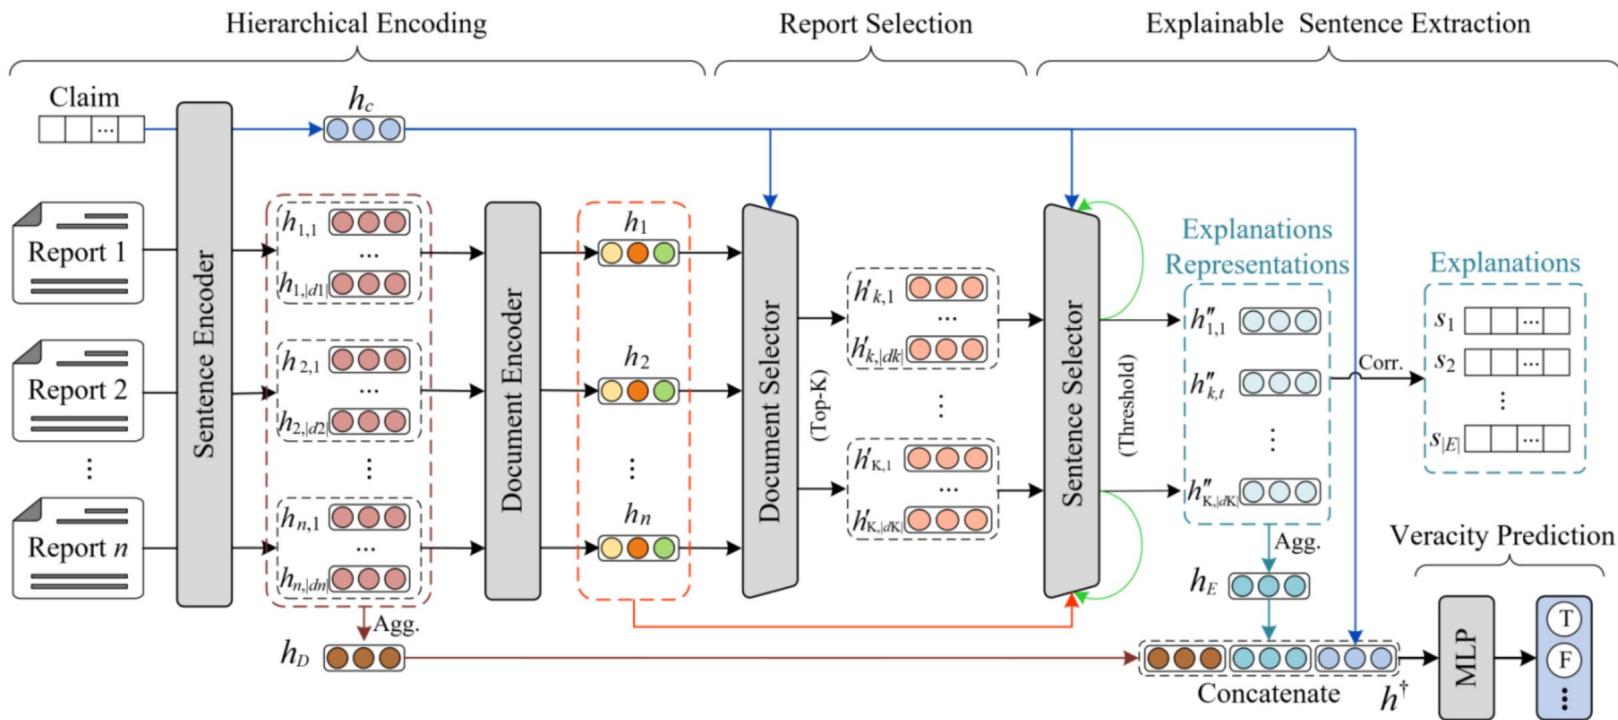 Hierarchical Encoding
Report Selection
Explainable Sentence Extraction
Claim
...
h_c
Sentence Encoder
Report 1
h_{1,1}
...
h_{1,|d1|}
Report 2
h_{2,1}
...
h_{2,|d2|}
⋮
Report n
h_{n,1}
...
h_{n,|dn|}
Agg.
h_D
Document Encoder
h_1
h_2
⋮
h_n
Document Selector
(Top-K)
h'_{k,1}
...
h'_{k,|dk|}
⋮
h'_{K,1}
...
h'_{K,|dK|}
Sentence Selector
(Threshold)
Explanations
Representations
h''_{1,1}
h''_{k,t}
⋮
h''_{K,|dK|}
Corr.
Explanations
s_1 ...
s_2 ...
⋮
s_{|E|} ...
Agg.
h_E
Concatenate
h^†
Veracity Prediction
MLP
T
F
⋮